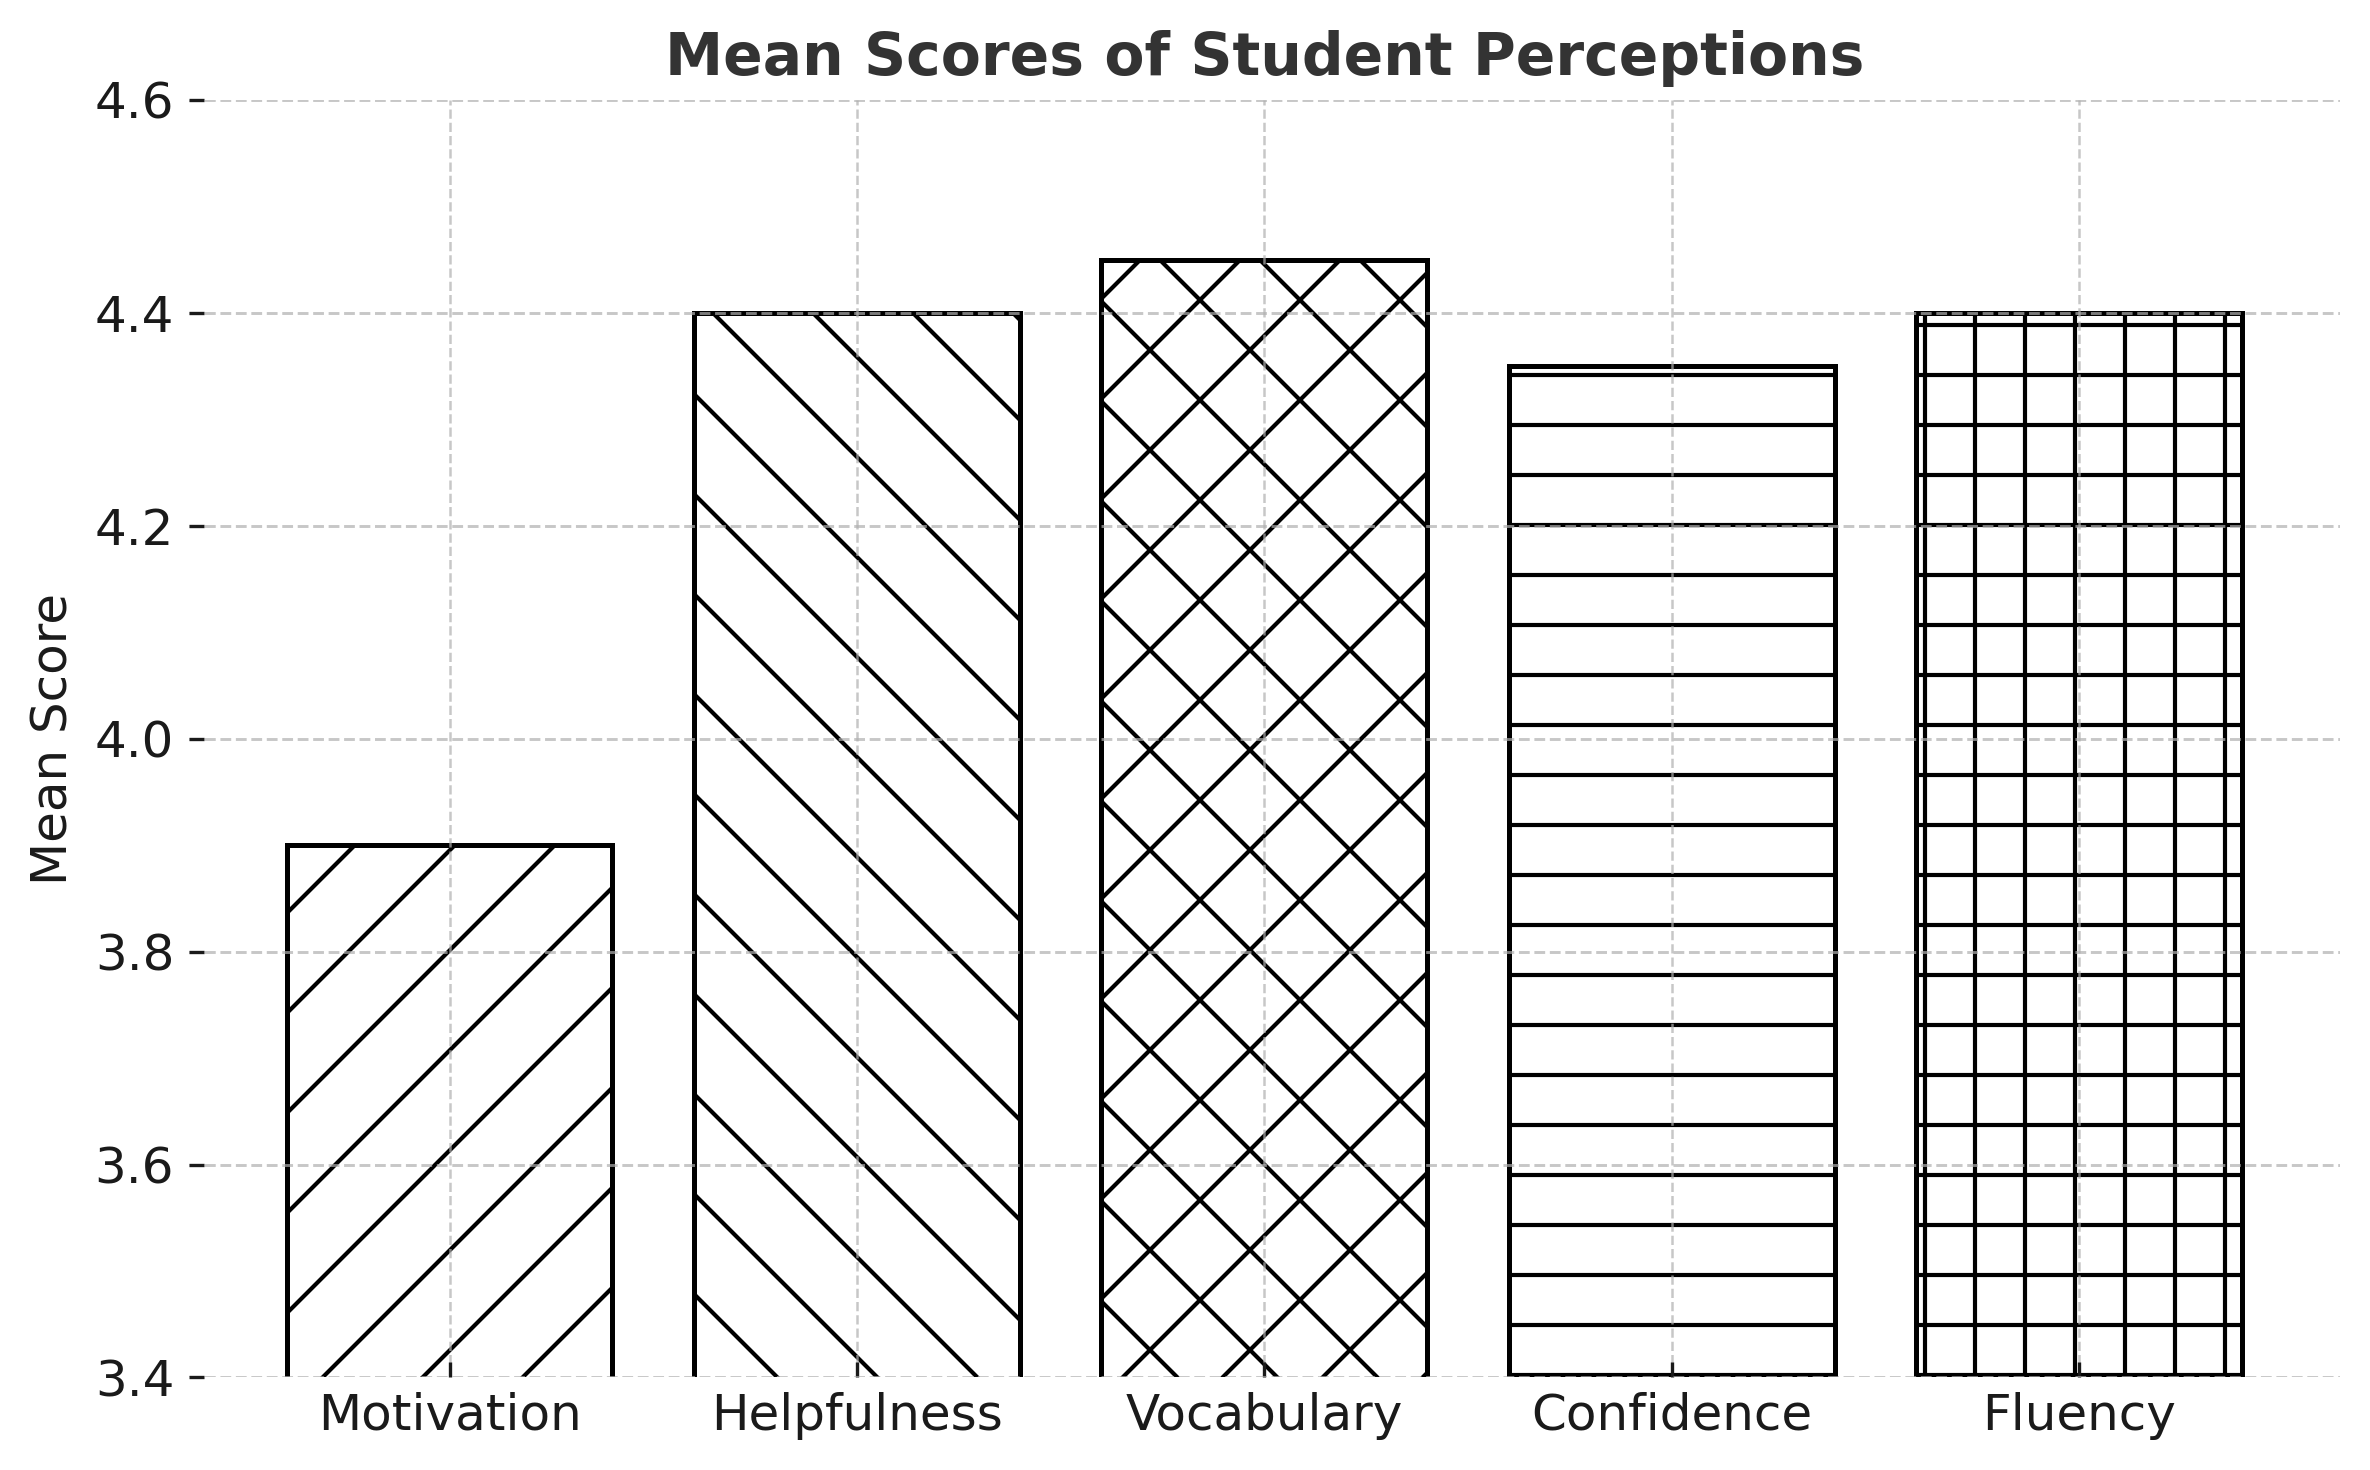 Mean Scores of Student Perceptions
4.6
4.4
4.2
4.0
3.8
3.6
3.4
Mean Score
Motivation Helpfulness Vocabulary Confidence Fluency